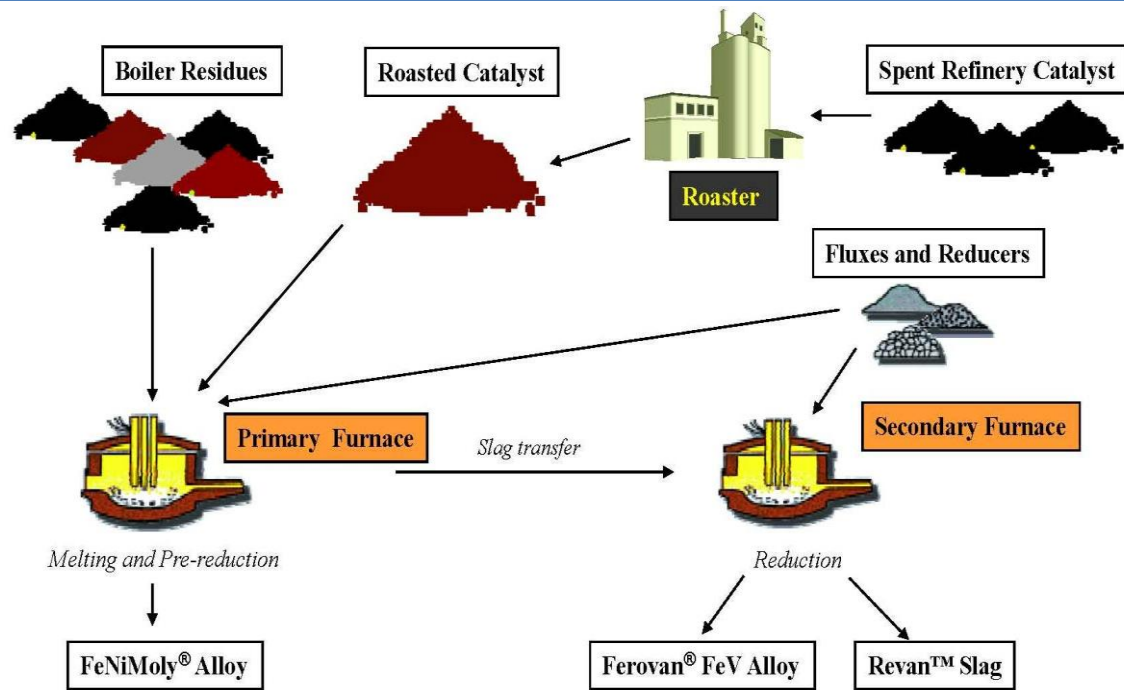 Boiler Residues
Roasted Catalyst
Spent Refinery Catalyst
Roaster
Fluxes and Reducers
Primary Furnace
Slag transfer
Secondary Furnace
Melting and Pre-reduction
Reduction
FeNiMoly® Alloy
Ferovan® FeV Alloy
Revan™ Slag